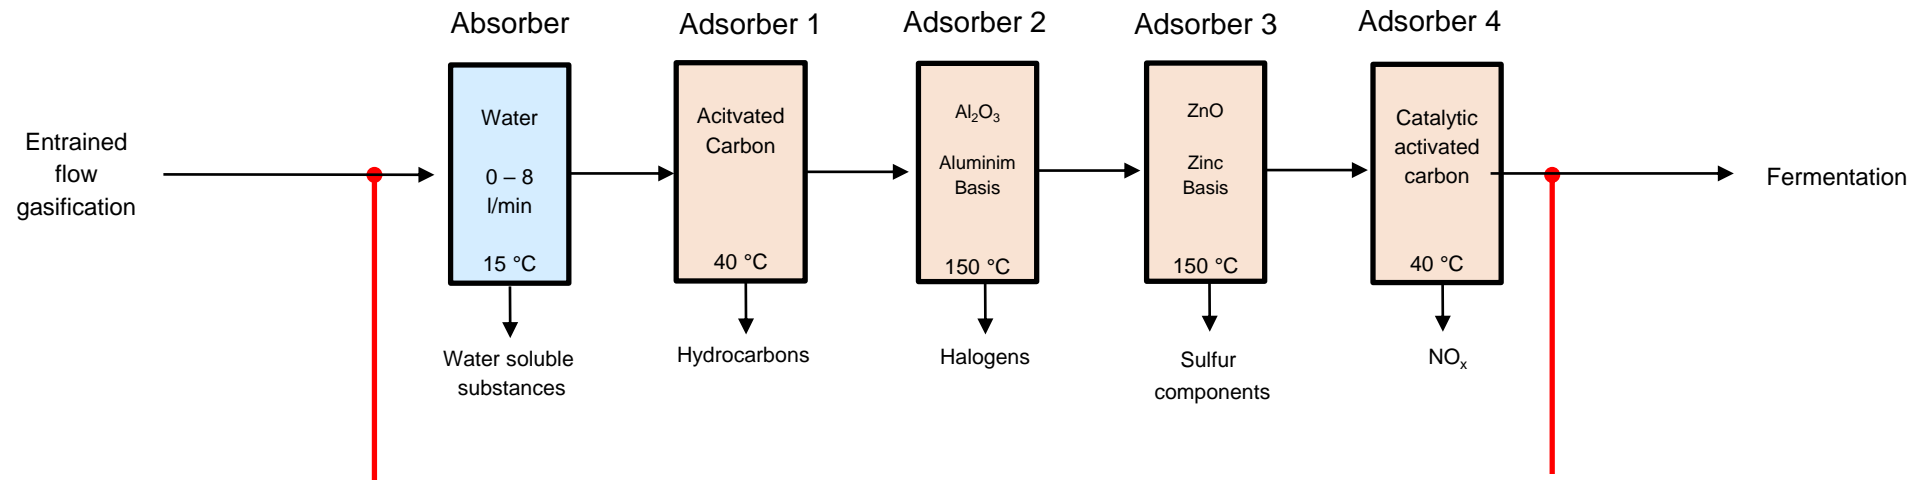 Absorber
Adsorber 1
Adsorber 2
Adsorber 3
Adsorber 4
Entrained
flow
gasification
Water
0 – 8
l/min
15 °C
Acitvated
Carbon
40 °C
Al₂O₃
Aluminim
Basis
150 °C
ZnO
Zinc
Basis
150 °C
Catalytic
activated
carbon
40 °C
Fermentation
Water soluble
substances
Hydrocarbons
Halogens
Sulfur
components
NOₓ